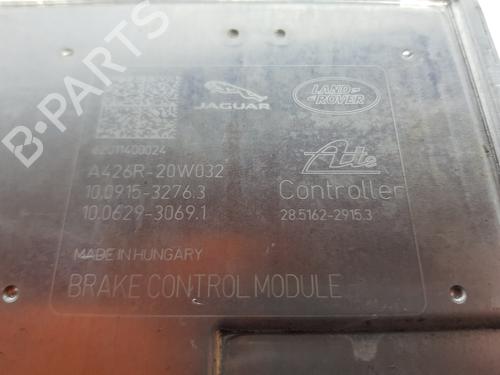 B-PARTS
JAGUAR
LAND-
ROVER
62011400024
A426R-20W032
10.0915-3276.3
10.0629-3069.1
Ate
Controller
28.5162-2915.3
MADE IN HUNGARY
BRAKE CONTROL MODULE